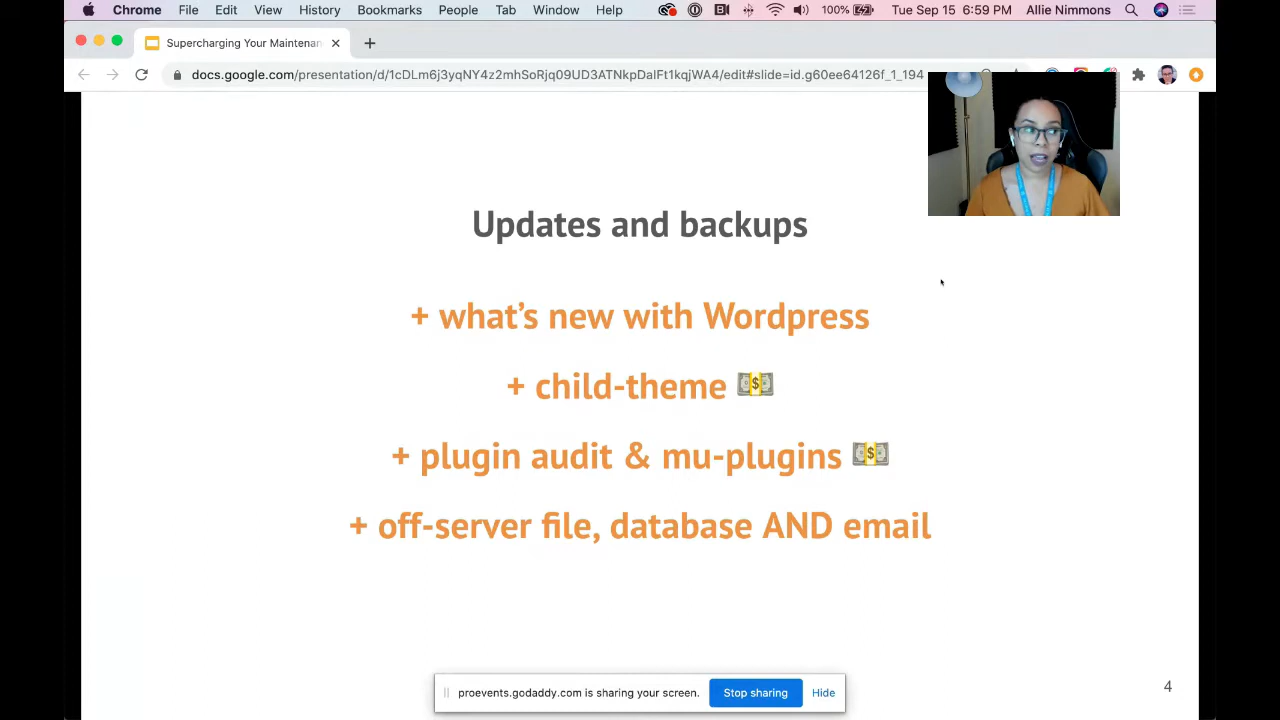 Chrome File Edit View History Bookmarks People Tab Window Help 100% Tue Sep 15 6:59 PM Allie Nimmons
Supercharging Your Maintenan
docs.google.com/presentation/d/1cDLm6j3yqNY4z2mhSoRjq09UD3ATNkpDalFt1kqjWA4/edit#slide=id.g60ee64126f_1_194
Updates and backups
+ what's new with Wordpress
+ child-theme 💵
+ plugin audit & mu-plugins 💵
+ off-server file, database AND email
proevents.godaddy.com is sharing your screen. Stop sharing Hide
4